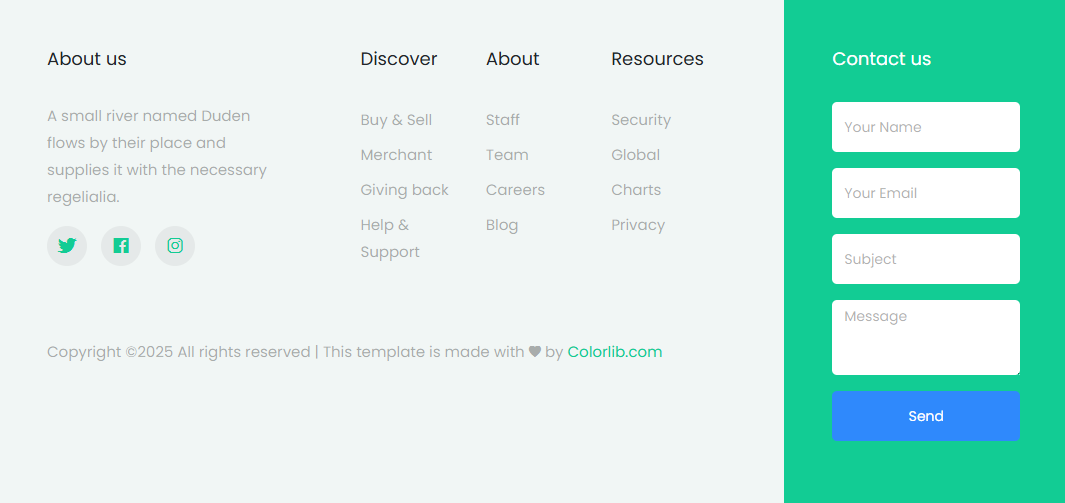 About us
A small river named Duden
flows by their place and
supplies it with the necessary
regelialia.
Discover
Buy & Sell
Merchant
Giving back
Help &
Support
About
Staff
Team
Careers
Blog
Resources
Security
Global
Charts
Privacy
Copyright ©2025 All rights reserved | This template is made with ♥ by Colorlib.com
Contact us
Your Name
Your Email
Subject
Message
Send